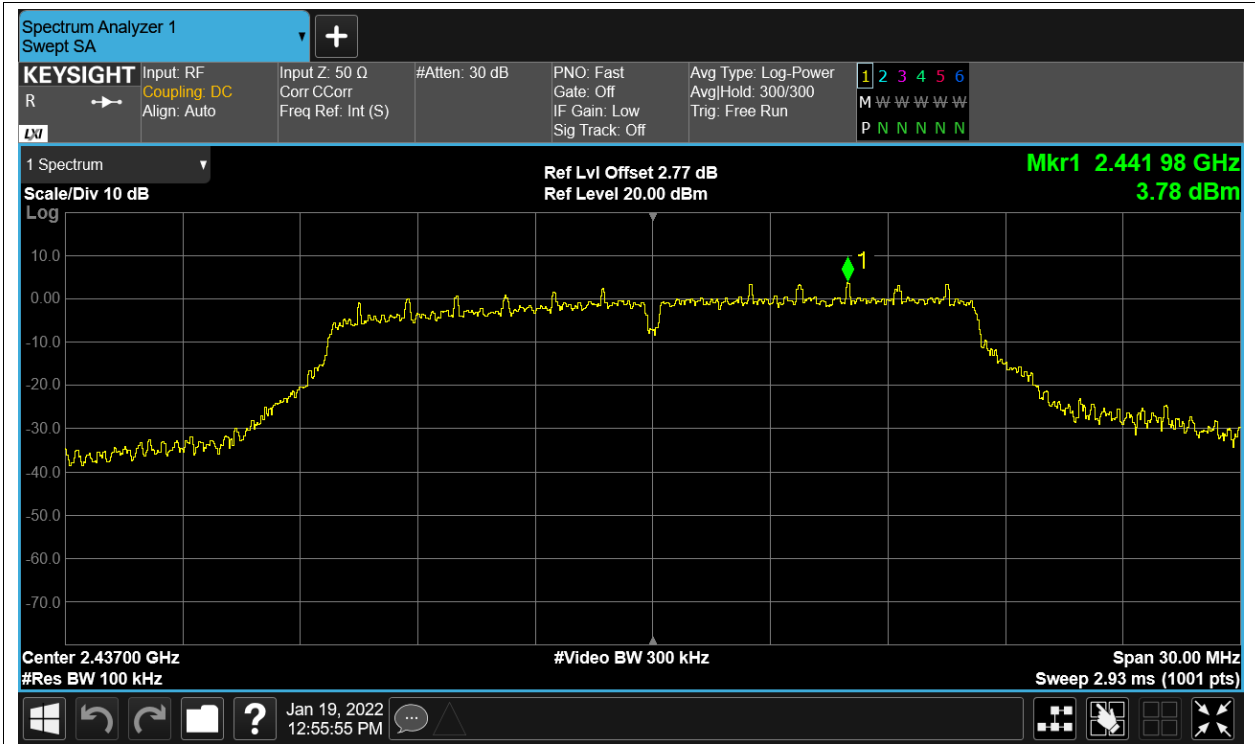 Spectrum Analyzer 1
Swept SA
KEYSIGHT
R
LXI
Input: RF
Coupling: DC
Align: Auto
Input Z: 50 Ω
Corr CCorr
Freq Ref: Int (S)
#Atten: 30 dB
PNO: Fast
Gate: Off
IF Gain: Low
Sig Track: Off
Avg Type: Log-Power
Avg|Hold: 300/300
Trig: Free Run
1 2 3 4 5 6
M W W W W W W
P N N N N N N
1 Spectrum
Scale/Div 10 dB
Log
Ref Lvl Offset 2.77 dB
Ref Level 20.00 dBm
Mkr1 2.441 98 GHz
3.78 dBm
10.0
0.00
-10.0
-20.0
-30.0
-40.0
-50.0
-60.0
-70.0
1
Center 2.43700 GHz
#Res BW 100 kHz
#Video BW 300 kHz
Span 30.00 MHz
Sweep 2.93 ms (1001 pts)
?
Jan 19, 2022
12:55:55 PM